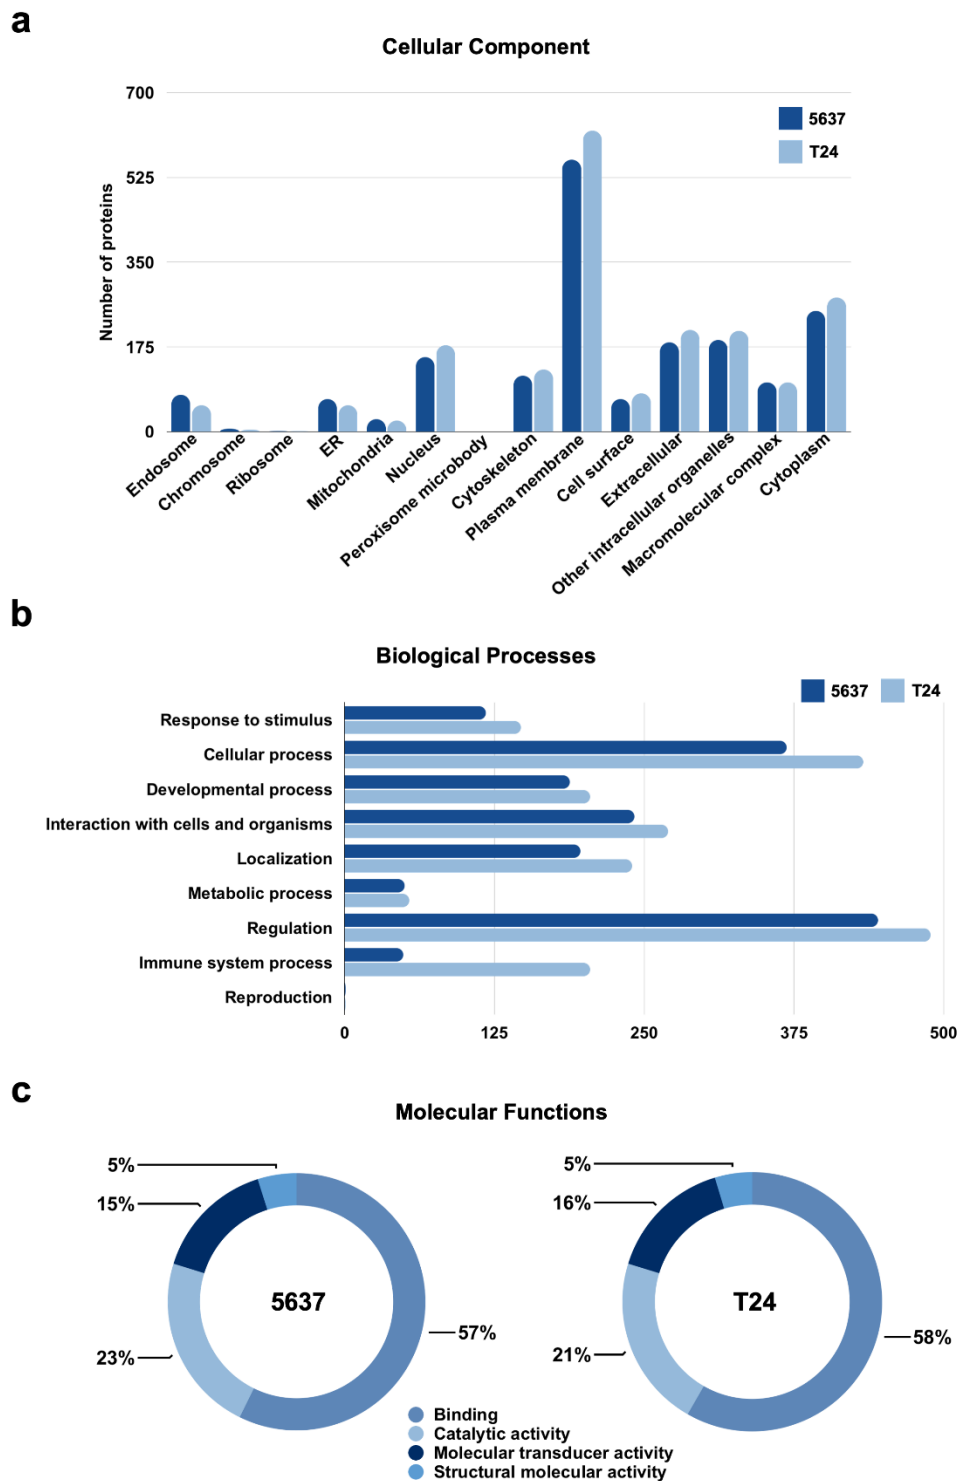 a
Cellular Component
700
525
350
175
0
Number of proteins
5637
T24
Endosome
Chromosome
Ribosome
ER
Mitochondria
Nucleus
Peroxisome microbody
Cytoskeleton
Plasma membrane
Cell surface
Extracellular
Other intracellular organelles
Macromolecular complex
Cytoplasm
b
Biological Processes
5637 T24
Response to stimulus
Cellular process
Developmental process
Interaction with cells and organisms
Localization
Metabolic process
Regulation
Immune system process
Reproduction
0 125 250 375 500
c
Molecular Functions
5%
15%
23%
57%
5637
5%
16%
21%
58%
T24
Binding
Catalytic activity
Molecular transducer activity
Structural molecular activity